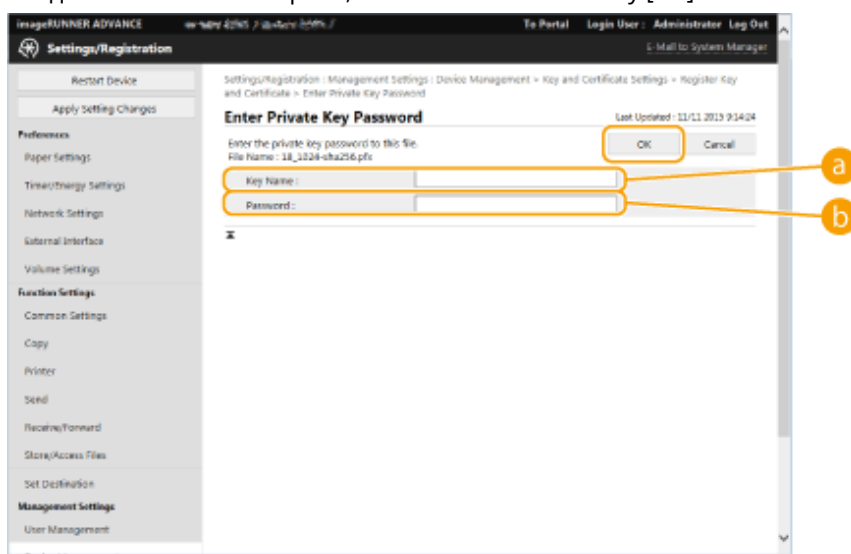 imageRUNNER ADVANCE
To Portal Login User : Administrator Log Out
Settings/Registration
E-Mail to System Manager
Restart Device
Apply Setting Changes
Preferences
Paper Settings
Timer/Energy Settings
Network Settings
External Interface
Volume Settings
Function Settings
Common Settings
Copy
Printer
Send
Receive/Forward
Store/Access Files
Set Destination
Management Settings
User Management
Settings/Registration : Management Settings : Device Management > Key and Certificate Settings > Register Key
and Certificate > Enter Private Key Password
Enter Private Key Password
Last Updated : 11/11 2015 9:14:24
Enter the private key password to this file.
File Name : 18_1024-sha256.pfx
OK
Cancel
Key Name :
Password :
a
b